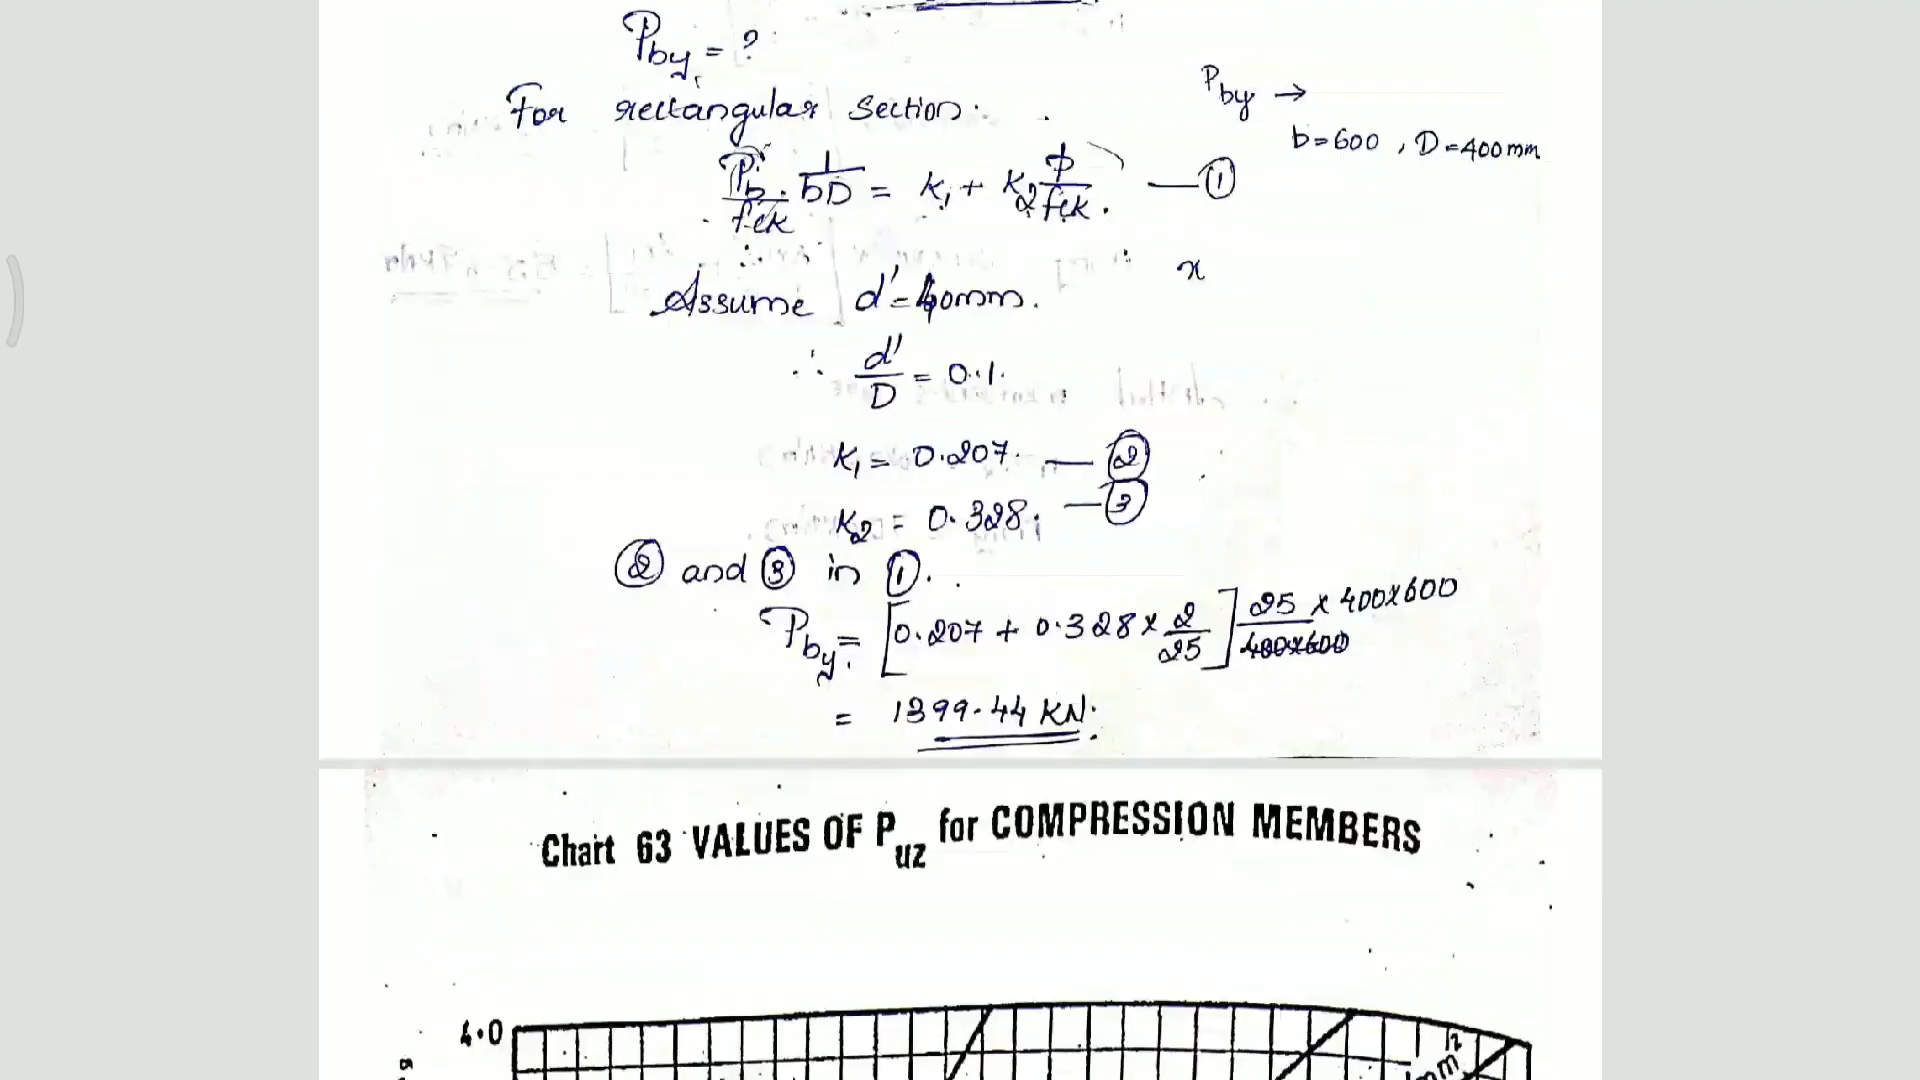 Pby = ?
For rectangular section.
Pby →
b=600 , D=400mm
Pb / fck . 1 / bD = K1 + K2 p / fck . — ①
x
Assume d' = 40mm.
∴ d' / D = 0.1.
K1 = 0.207. — ②
K2 = 0.328. — ③
② and ③ in ①.
Pby = [0.207 + 0.328 x 2 / 25] 25 x 400x600
= 1399.44 KN.
Chart 63 VALUES OF Puz for COMPRESSION MEMBERS
4.0